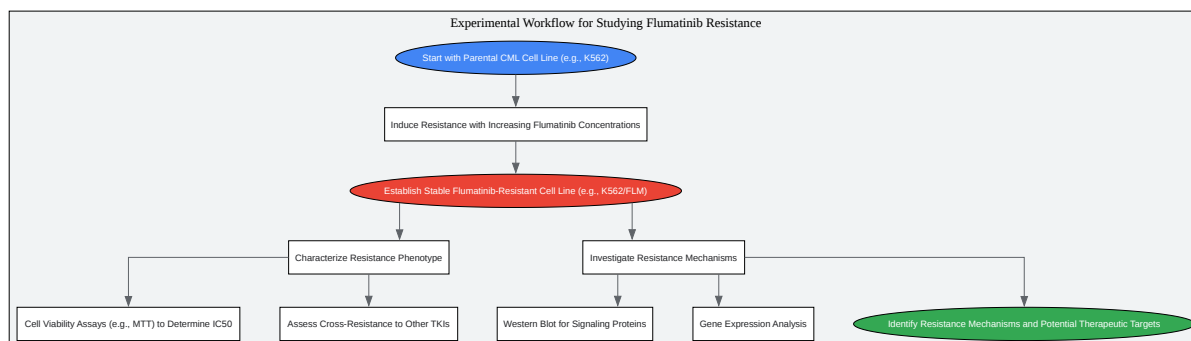 Experimental Workflow for Studying Flumatinib Resistance
Start with Parental CML Cell Line (e.g., K562)
Induce Resistance with Increasing Flumatinib Concentrations
Establish Stable Flumatinib-Resistant Cell Line (e.g., K562/FLM)
Characterize Resistance Phenotype
Investigate Resistance Mechanisms
Cell Viability Assays (e.g., MTT) to Determine IC50
Assess Cross-Resistance to Other TKIs
Western Blot for Signaling Proteins
Gene Expression Analysis
Identify Resistance Mechanisms and Potential Therapeutic Targets